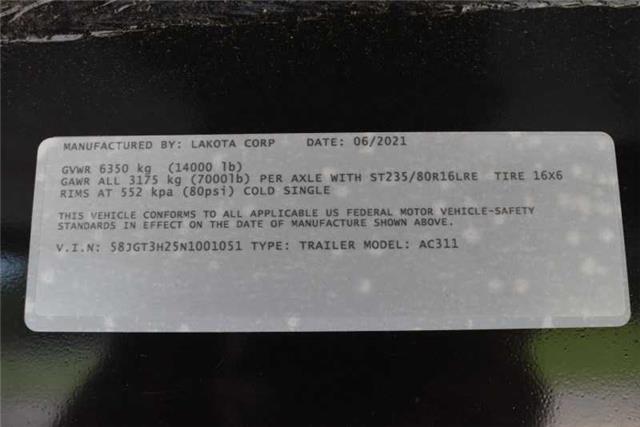 MANUFACTURED BY: LAKOTA CORP DATE: 06/2021
GVWR 6350 kg (14000 lb)
GAWR ALL 3175 kg (7000lb) PER AXLE WITH ST235/80R16LRE TIRE 16x6
RIMS AT 552 kpa (80psi) COLD SINGLE
THIS VEHICLE CONFORMS TO ALL APPLICABLE US FEDERAL MOTOR VEHICLE-SAFETY
STANDARDS IN EFFECT ON THE DATE OF MANUFACTURE SHOWN ABOVE.
V.I.N: 58JGT3H25N1001051 TYPE: TRAILER MODEL: AC311